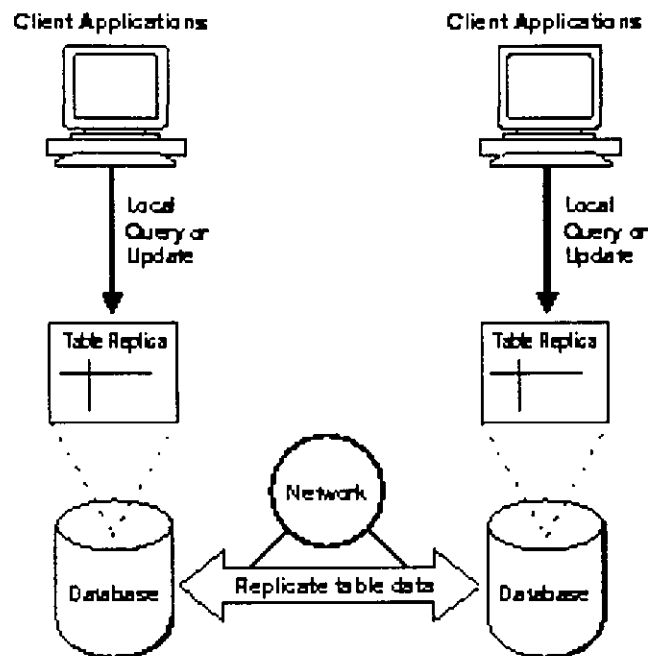 Client Applications
Client Applications
Local
Query or
Update
Local
Query or
Update
Table Replica
Table Replica
Network
Database
Replicate table data
Database